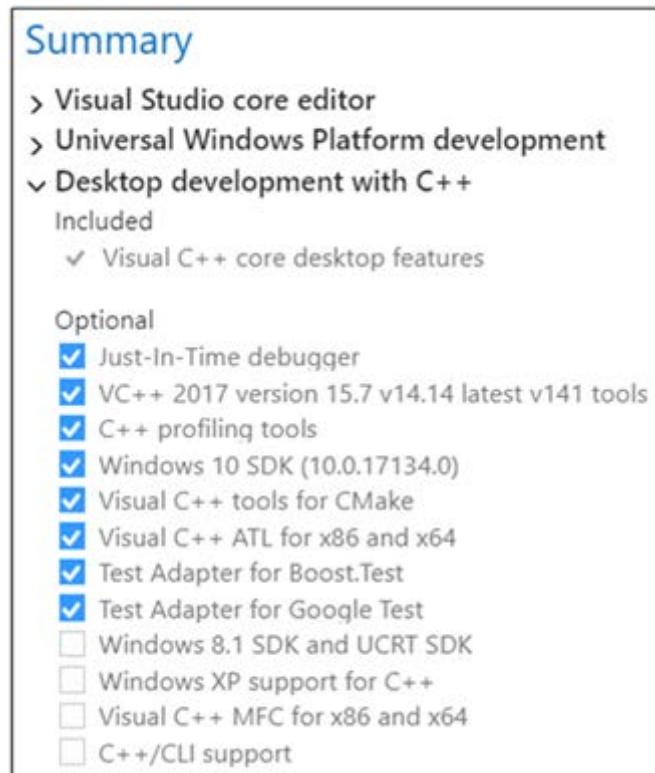 Summary
Visual Studio core editor
Universal Windows Platform development
Desktop development with C++
Included
Visual C++ core desktop features
Optional
Just-In-Time debugger
VC++ 2017 version 15.7 v14.14 latest v141 tools
C++ profiling tools
Windows 10 SDK (10.0.17134.0)
Visual C++ tools for CMake
Visual C++ ATL for x86 and x64
Test Adapter for Boost.Test
Test Adapter for Google Test
Windows 8.1 SDK and UCRT SDK
Windows XP support for C++
Visual C++ MFC for x86 and x64
C++/CLI support